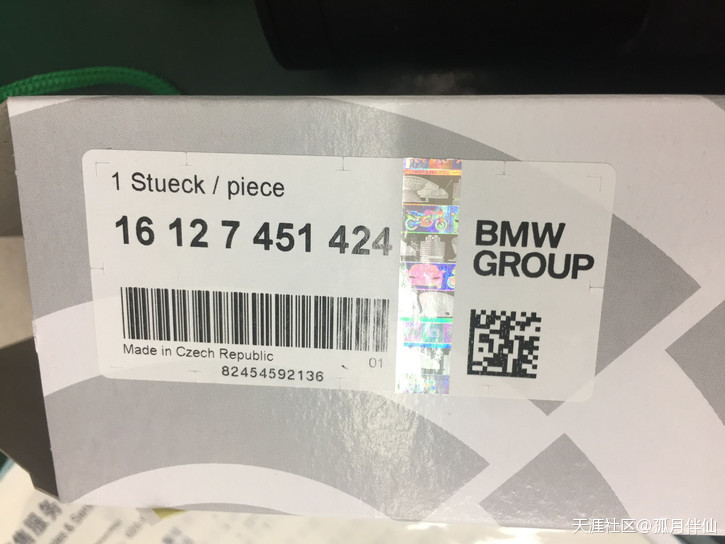 1 Stueck / piece
16 12 7 451 424
BMW
GROUP
Made in Czech Republic
01
82454592136
天涯社区@孤月伴仙